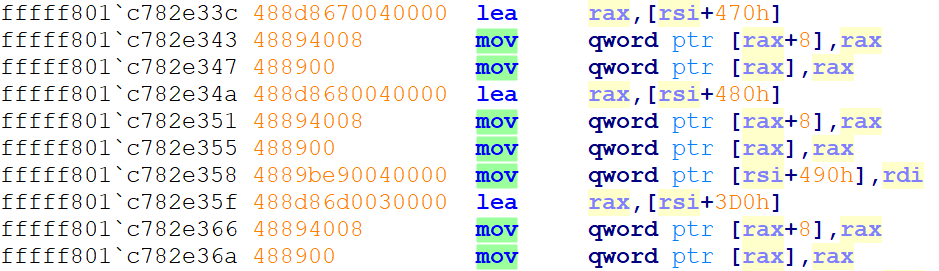 fffff801`c782e33c 488d8670040000 lea rax,[rsi+470h]
fffff801`c782e343 48894008 mov qword ptr [rax+8],rax
fffff801`c782e347 488900 mov qword ptr [rax],rax
fffff801`c782e34a 488d8680040000 lea rax,[rsi+480h]
fffff801`c782e351 48894008 mov qword ptr [rax+8],rax
fffff801`c782e355 488900 mov qword ptr [rax],rax
fffff801`c782e358 4889be90040000 mov qword ptr [rsi+490h],rdi
fffff801`c782e35f 488d86d0030000 lea rax,[rsi+3D0h]
fffff801`c782e366 48894008 mov qword ptr [rax+8],rax
fffff801`c782e36a 488900 mov qword ptr [rax],rax